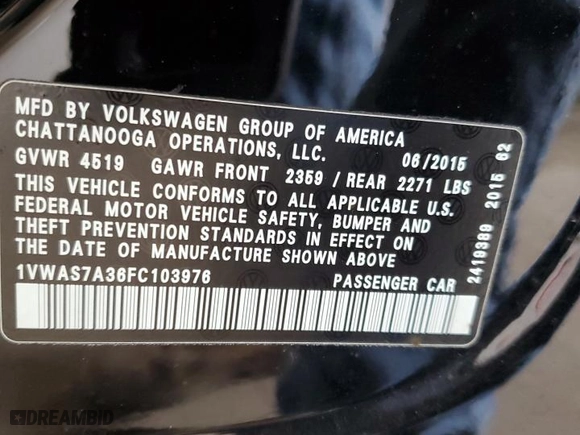 MFD BY VOLKSWAGEN GROUP OF AMERICA
CHATTANOOGA OPERATIONS, LLC. 06/2015
GVWR 4519 GAWR FRONT 2359 / REAR 2271 LBS
THIS VEHICLE CONFORMS TO ALL APPLICABLE U.S.
FEDERAL MOTOR VEHICLE SAFETY, BUMPER AND
THEFT PREVENTION STANDARDS IN EFFECT ON
THE DATE OF MANUFACTURE SHOWN ABOVE.
1VWAS7A36FC103976 PASSENGER CAR
2419389 2015 62
DREAMBID